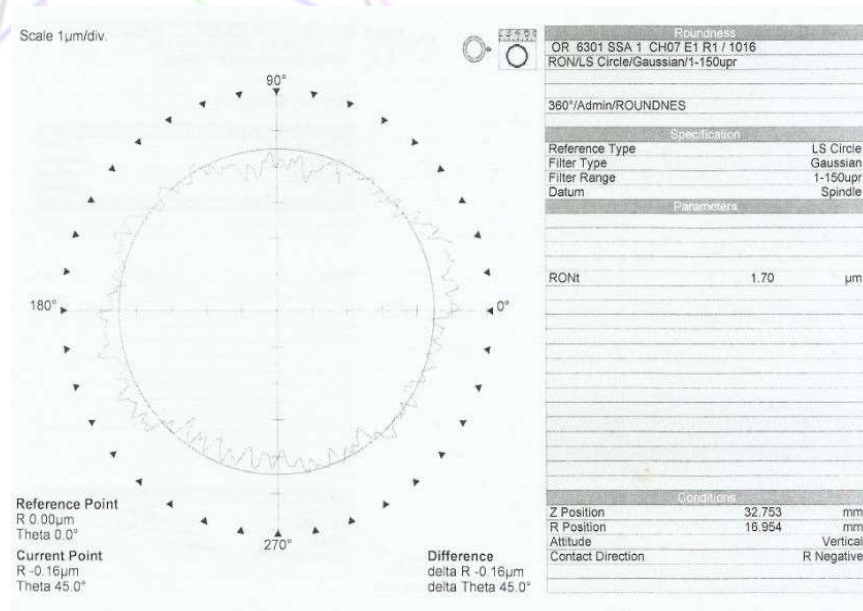 Scale 1µm/div.
90°
180°
0°
270°
Reference Point
R 0.00µm
Theta 0.0°
Current Point
R -0.16µm
Theta 45.0°
Difference
delta R -0.16µm
delta Theta 45.0°
Roundness
OR 6301 SSA 1 CH07 E1 R1 / 1016
RON/LS Circle/Gaussian/1-150upr
360°/Admin/ROUNDNES
Specification
Reference Type LS Circle
Filter Type Gaussian
Filter Range 1-150upr
Datum Spindle
Parameters
RONt 1.70 µm
Conditions
Z Position 32.753 mm
R Position 16.954 mm
Attitude Vertical
Contact Direction R Negative